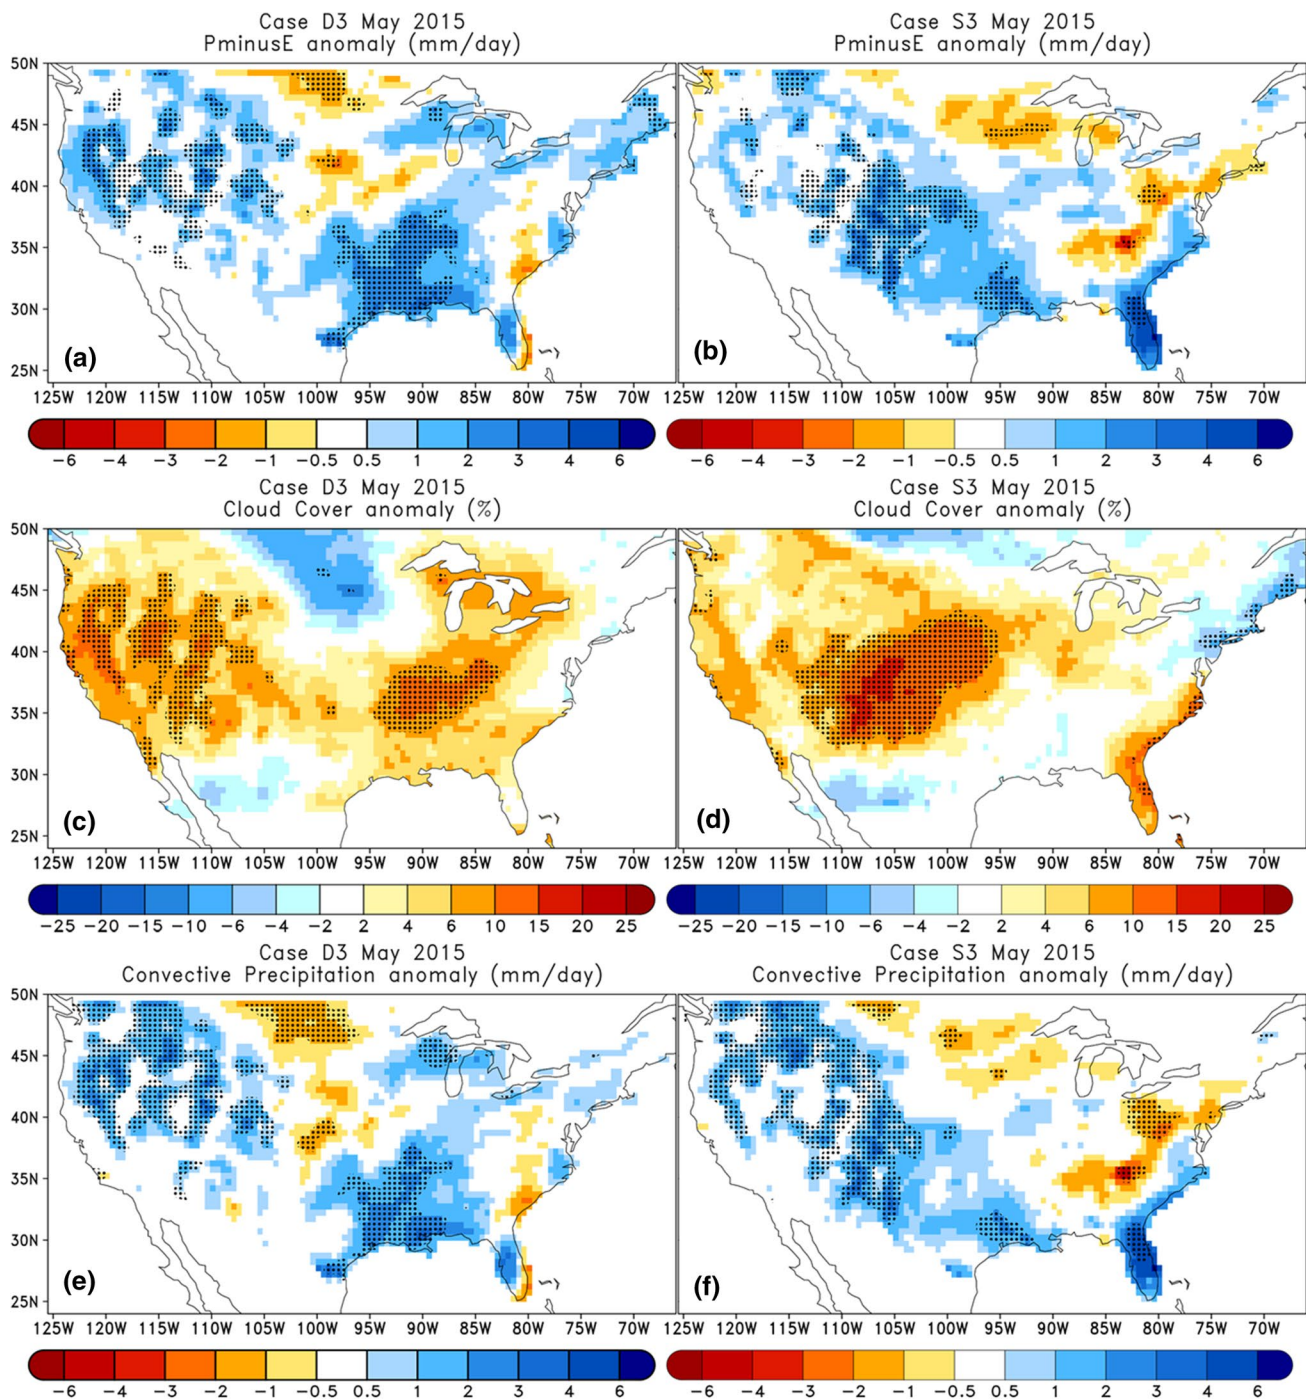 Case D3 May 2015
PminusE anomaly (mm/day)
Case S3 May 2015
PminusE anomaly (mm/day)
50N
45N
40N
35N
30N
25N
(a)
(b)
125W 120W 115W 110W 105W 100W 95W 90W 85W 80W 75W 70W
125W 120W 115W 110W 105W 100W 95W 90W 85W 80W 75W 70W
−6 −4 −3 −2 −1 −0.5 0.5 1 2 3 4 6
−6 −4 −3 −2 −1 −0.5 0.5 1 2 3 4 6
Case D3 May 2015
Cloud Cover anomaly (%)
Case S3 May 2015
Cloud Cover anomaly (%)
50N
45N
40N
35N
30N
25N
(c)
(d)
125W 120W 115W 110W 105W 100W 95W 90W 85W 80W 75W 70W
125W 120W 115W 110W 105W 100W 95W 90W 85W 80W 75W 70W
−25 −20 −15 −10 −6 −4 −2 2 4 6 10 15 20 25
−25 −20 −15 −10 −6 −4 −2 2 4 6 10 15 20 25
Case D3 May 2015
Convective Precipitation anomaly (mm/day)
Case S3 May 2015
Convective Precipitation anomaly (mm/day)
50N
45N
40N
35N
30N
25N
(e)
(f)
125W 120W 115W 110W 105W 100W 95W 90W 85W 80W 75W 70W
125W 120W 115W 110W 105W 100W 95W 90W 85W 80W 75W 70W
−6 −4 −3 −2 −1 −0.5 0.5 1 2 3 4 6
−6 −4 −3 −2 −1 −0.5 0.5 1 2 3 4 6